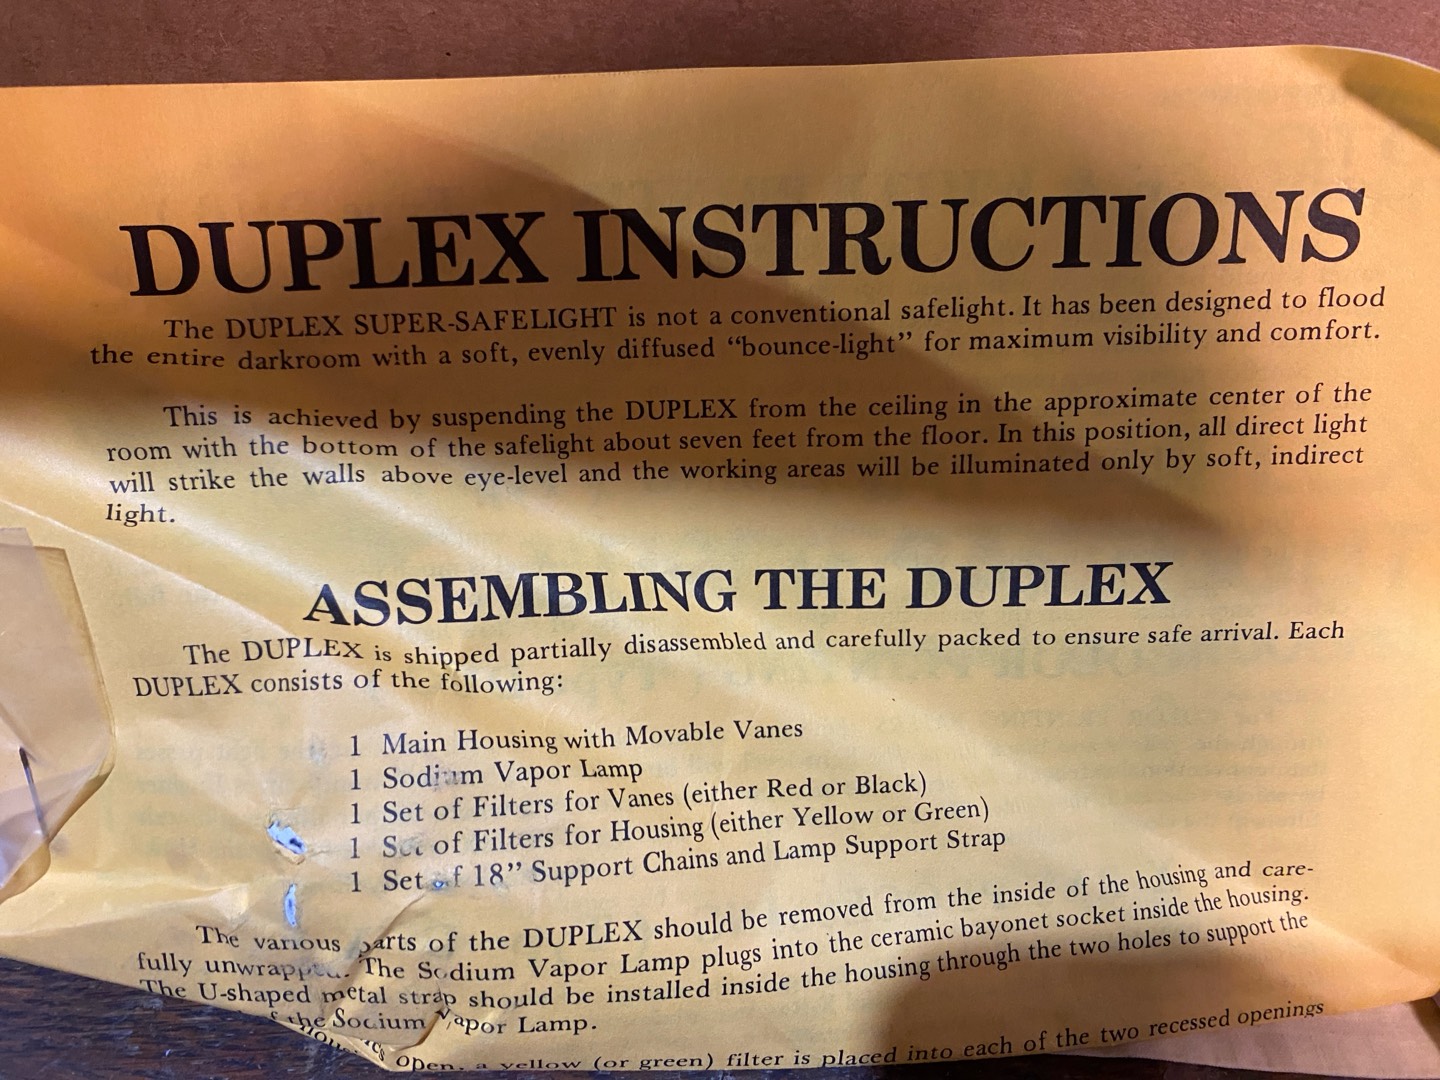 DUPLEX INSTRUCTIONS
The DUPLEX SUPER-SAFELIGHT is not a conventional safelight. It has been designed to flood
the entire darkroom with a soft, evenly diffused “bounce-light” for maximum visibility and comfort.
This is achieved by suspending the DUPLEX from the ceiling in the approximate center of the
room with the bottom of the safelight about seven feet from the floor. In this position, all direct light
will strike the walls above eye-level and the working areas will be illuminated only by soft, indirect
light.
ASSEMBLING THE DUPLEX
The DUPLEX is shipped partially disassembled and carefully packed to ensure safe arrival. Each
DUPLEX consists of the following:
1 Main Housing with Movable Vanes
1 Sodium Vapor Lamp
1 Set of Filters for Vanes (either Red or Black)
1 Set of Filters for Housing (either Yellow or Green)
1 Set of 18” Support Chains and Lamp Support Strap
The various parts of the DUPLEX should be removed from the inside of the housing and care-
fully unwrapped. The Sodium Vapor Lamp plugs into the ceramic bayonet socket inside the housing.
The U-shaped metal strap should be installed inside the housing through the two holes to support the
the Socium Vapor Lamp.
open, a yellow (or green) filter is placed into each of the two recessed openings